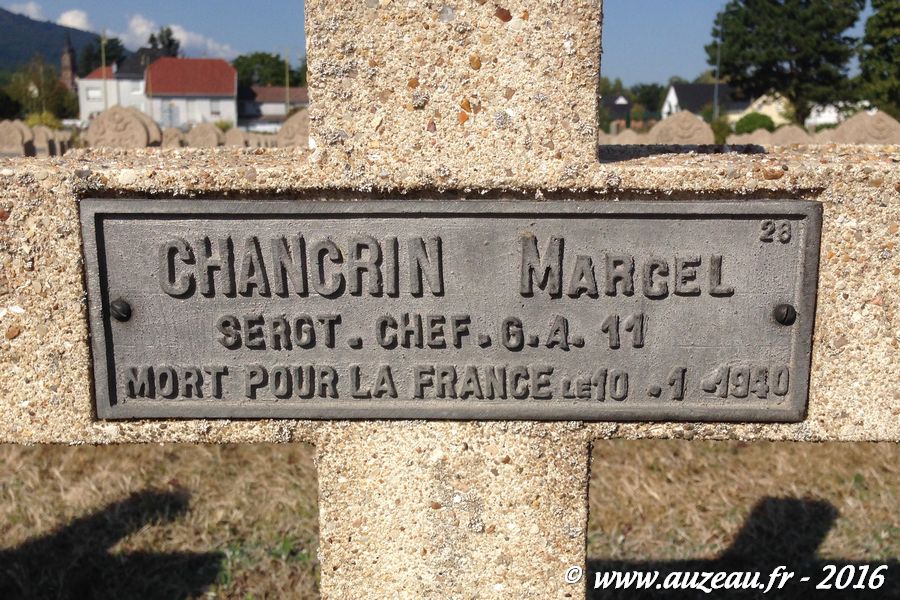 28
CHANCRIN MARCEL
SERGT. CHEF. G.A. 11
MORT POUR LA FRANCE LE 10 .1 .1940
© www.auzeau.fr - 2016